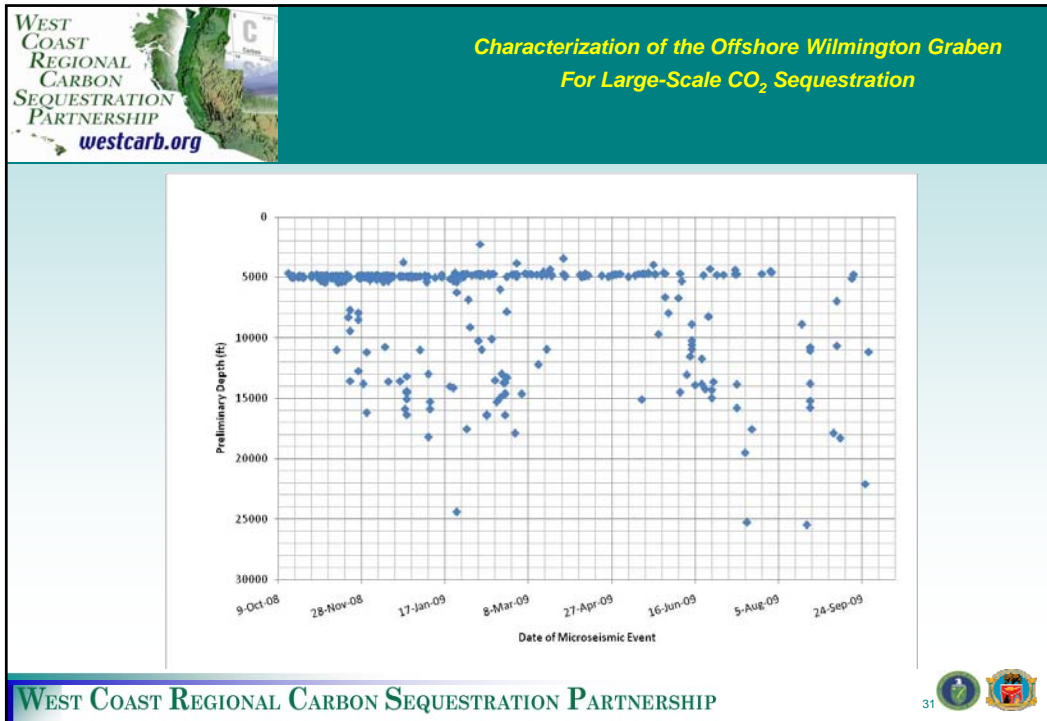 WEST
COAST
REGIONAL
CARBON
SEQUESTRATION
PARTNERSHIP
westcarb.org
C
Carbon
Characterization of the Offshore Wilmington Graben
For Large-Scale CO2 Sequestration
0
5000
10000
15000
20000
25000
30000
Preliminary Depth (ft)
9-Oct-08
28-Nov-08
17-Jan-09
8-Mar-09
27-Apr-09
16-Jun-09
5-Aug-09
24-Sep-09
Date of Microseismic Event
WEST COAST REGIONAL CARBON SEQUESTRATION PARTNERSHIP
31